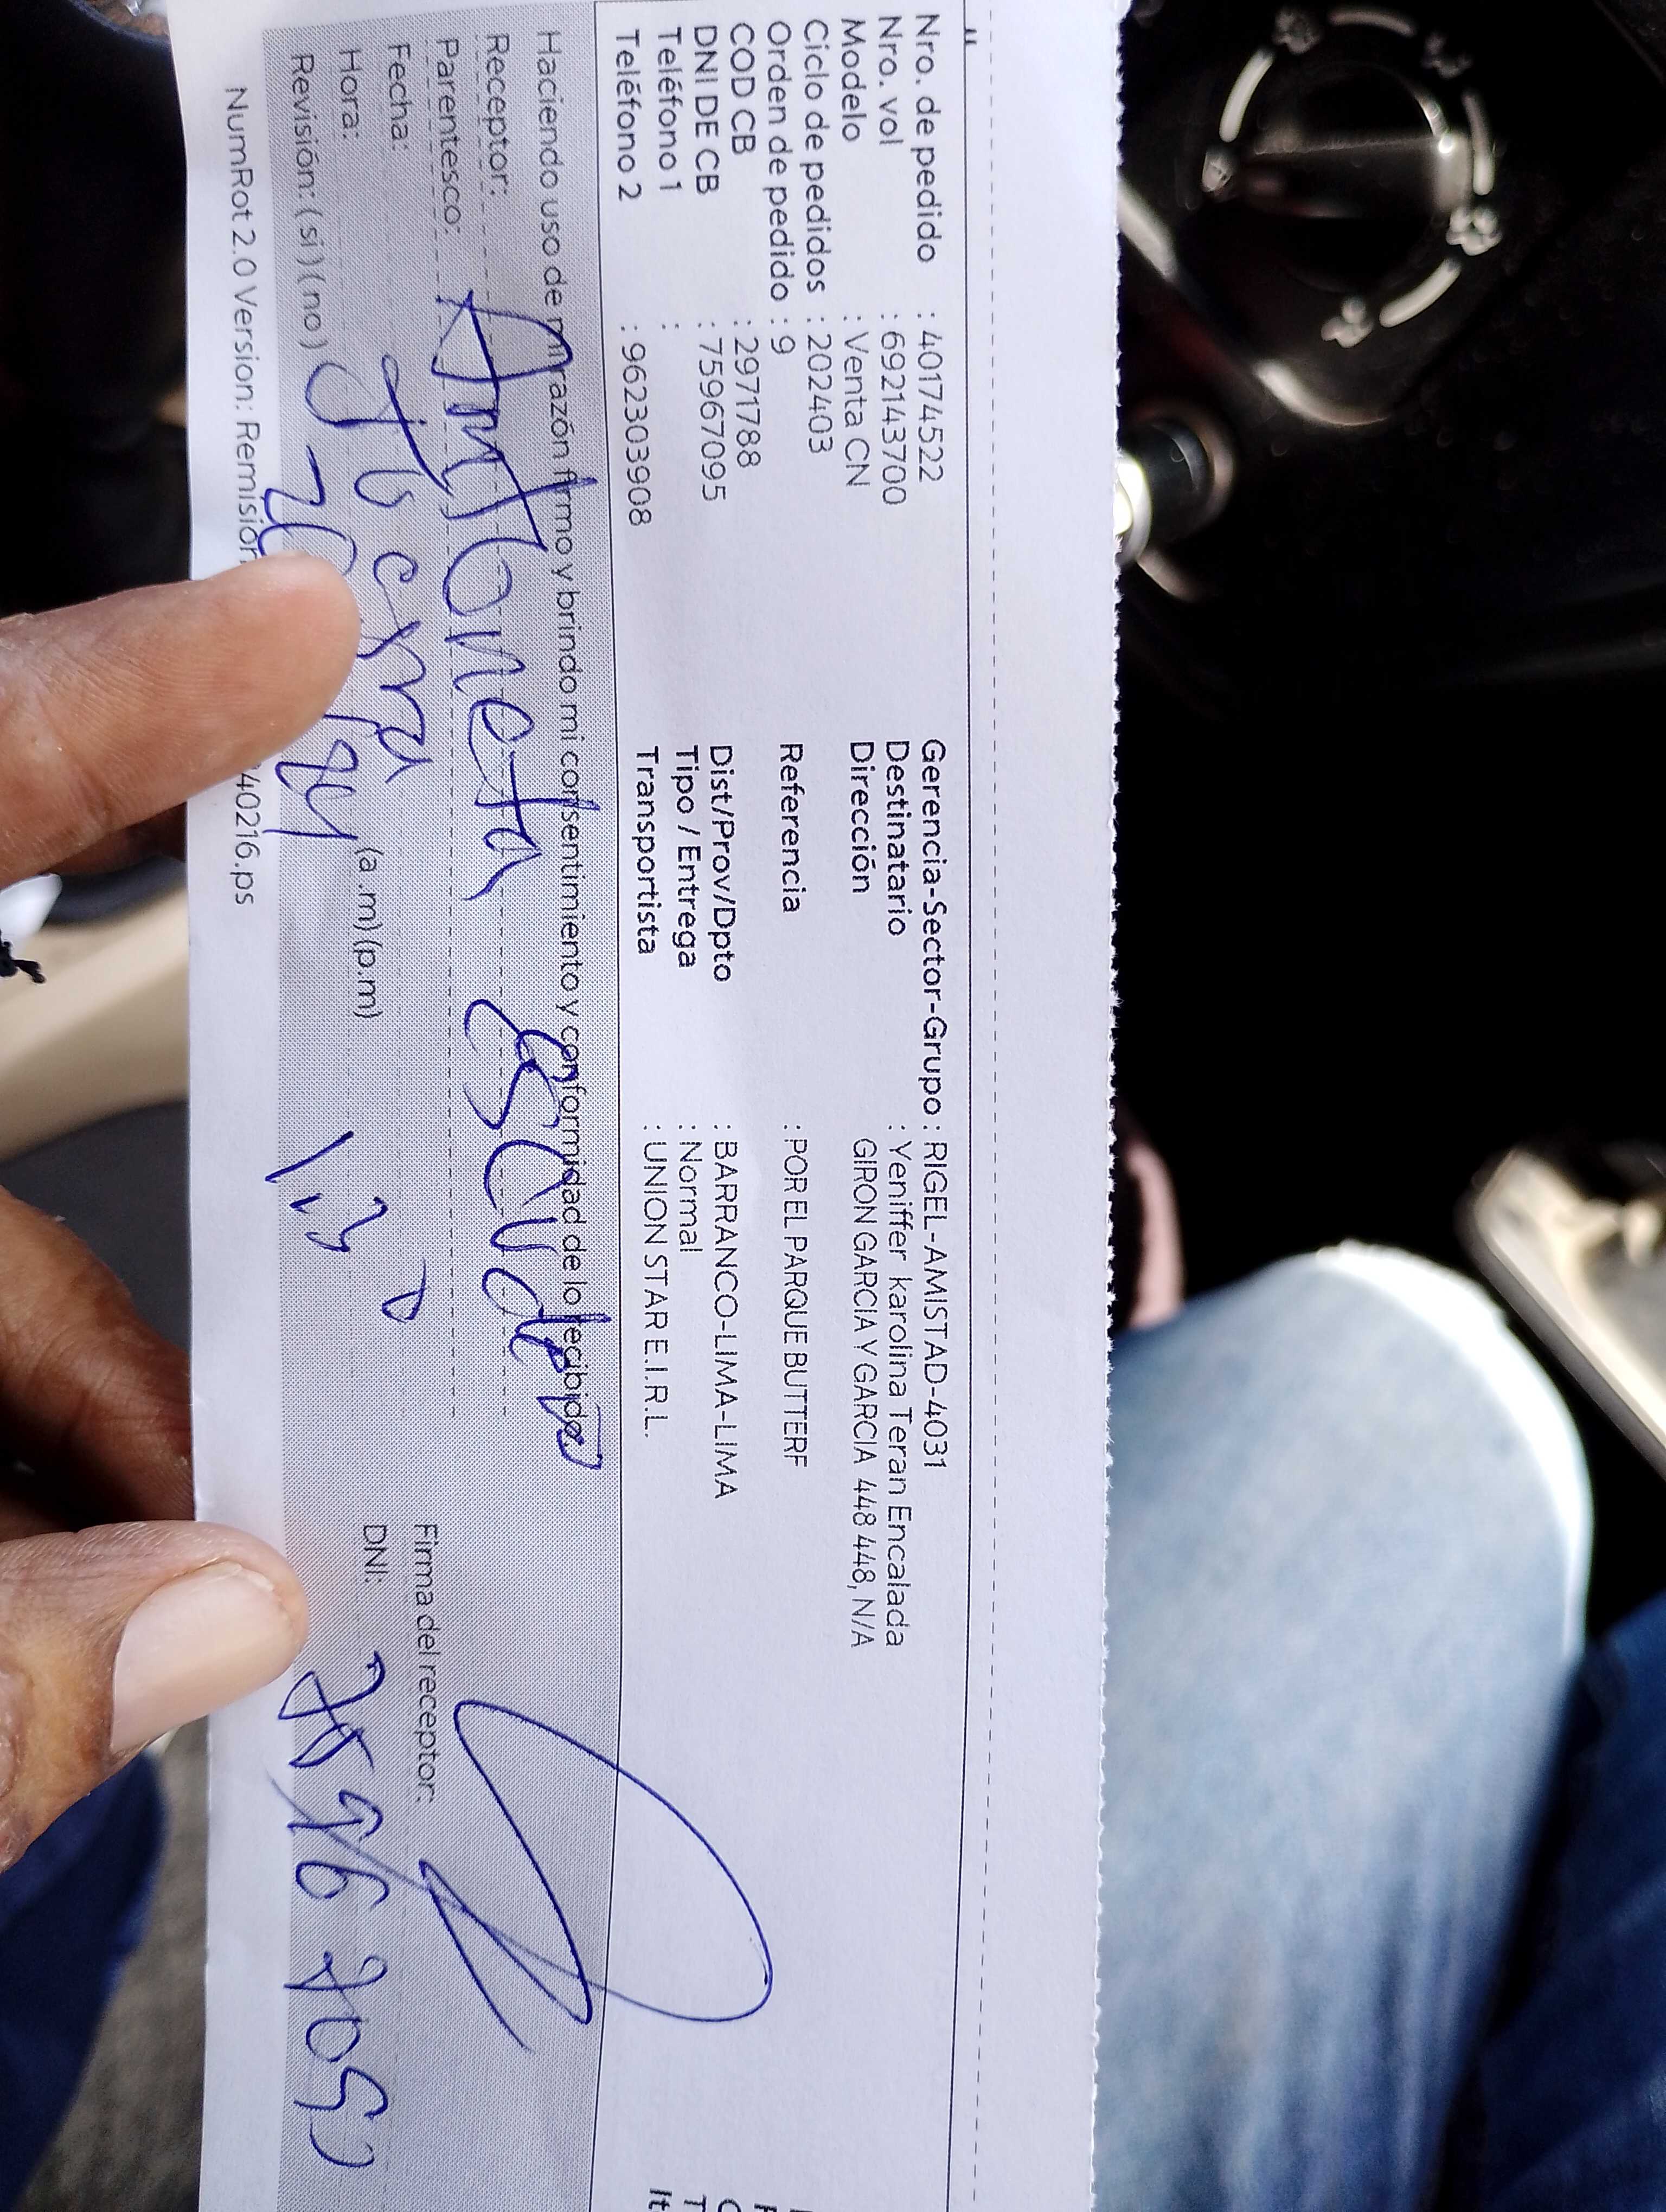 Nro. de pedido : 40174522
Nro. vol : 692143700
Modelo : Venta CN
Ciclo de pedidos : 202403
Orden de pedido : 9
COD CB : 2971788
DNI DE CB : 75967095
Teléfono 1 :
Teléfono 2 : 962303908
Gerencia-Sector-Grupo : RIGEL-AMISTAD-4031
Destinatario : Yeniffer karolina Teran Encalada
Dirección GIRON GARCIA Y GARCIA 448 448, N/A
Referencia : POR EL PARQUE BUTTERF
Dist/Prov/Dpto : BARRANCO-LIMA-LIMA
Tipo / Entrega : Normal
Transportista : UNION STAR E.I.R.L.
Haciendo uso de mi razón firmo y brindo mi consentimiento y conformidad de lo recibido
Receptor: Antoneta escudero
Parentesco:
Fecha:
Hora: (a.m) (p.m)
Revisión: ( si ) ( no )
Firma del receptor:
DNI:
NumRot 2.0 Version: Remisión 40216.ps